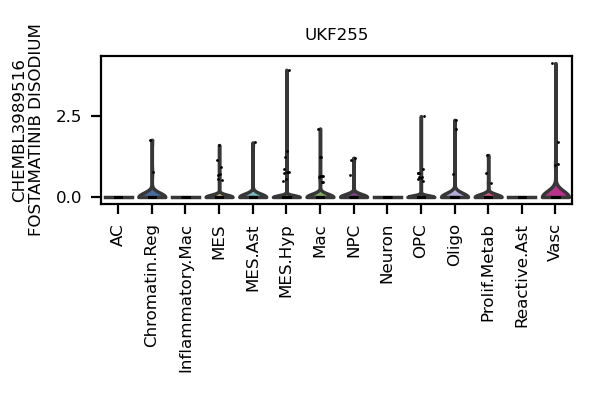 UKF255
CHEMBL3989516
FOSTAMATINIB DISODIUM
2.5
0.0
AC
Chromatin.Reg
Inflammatory.Mac
MES
MES.Ast
MES.Hyp
Mac
NPC
Neuron
OPC
Oligo
Prolif.Metab
Reactive.Ast
Vasc